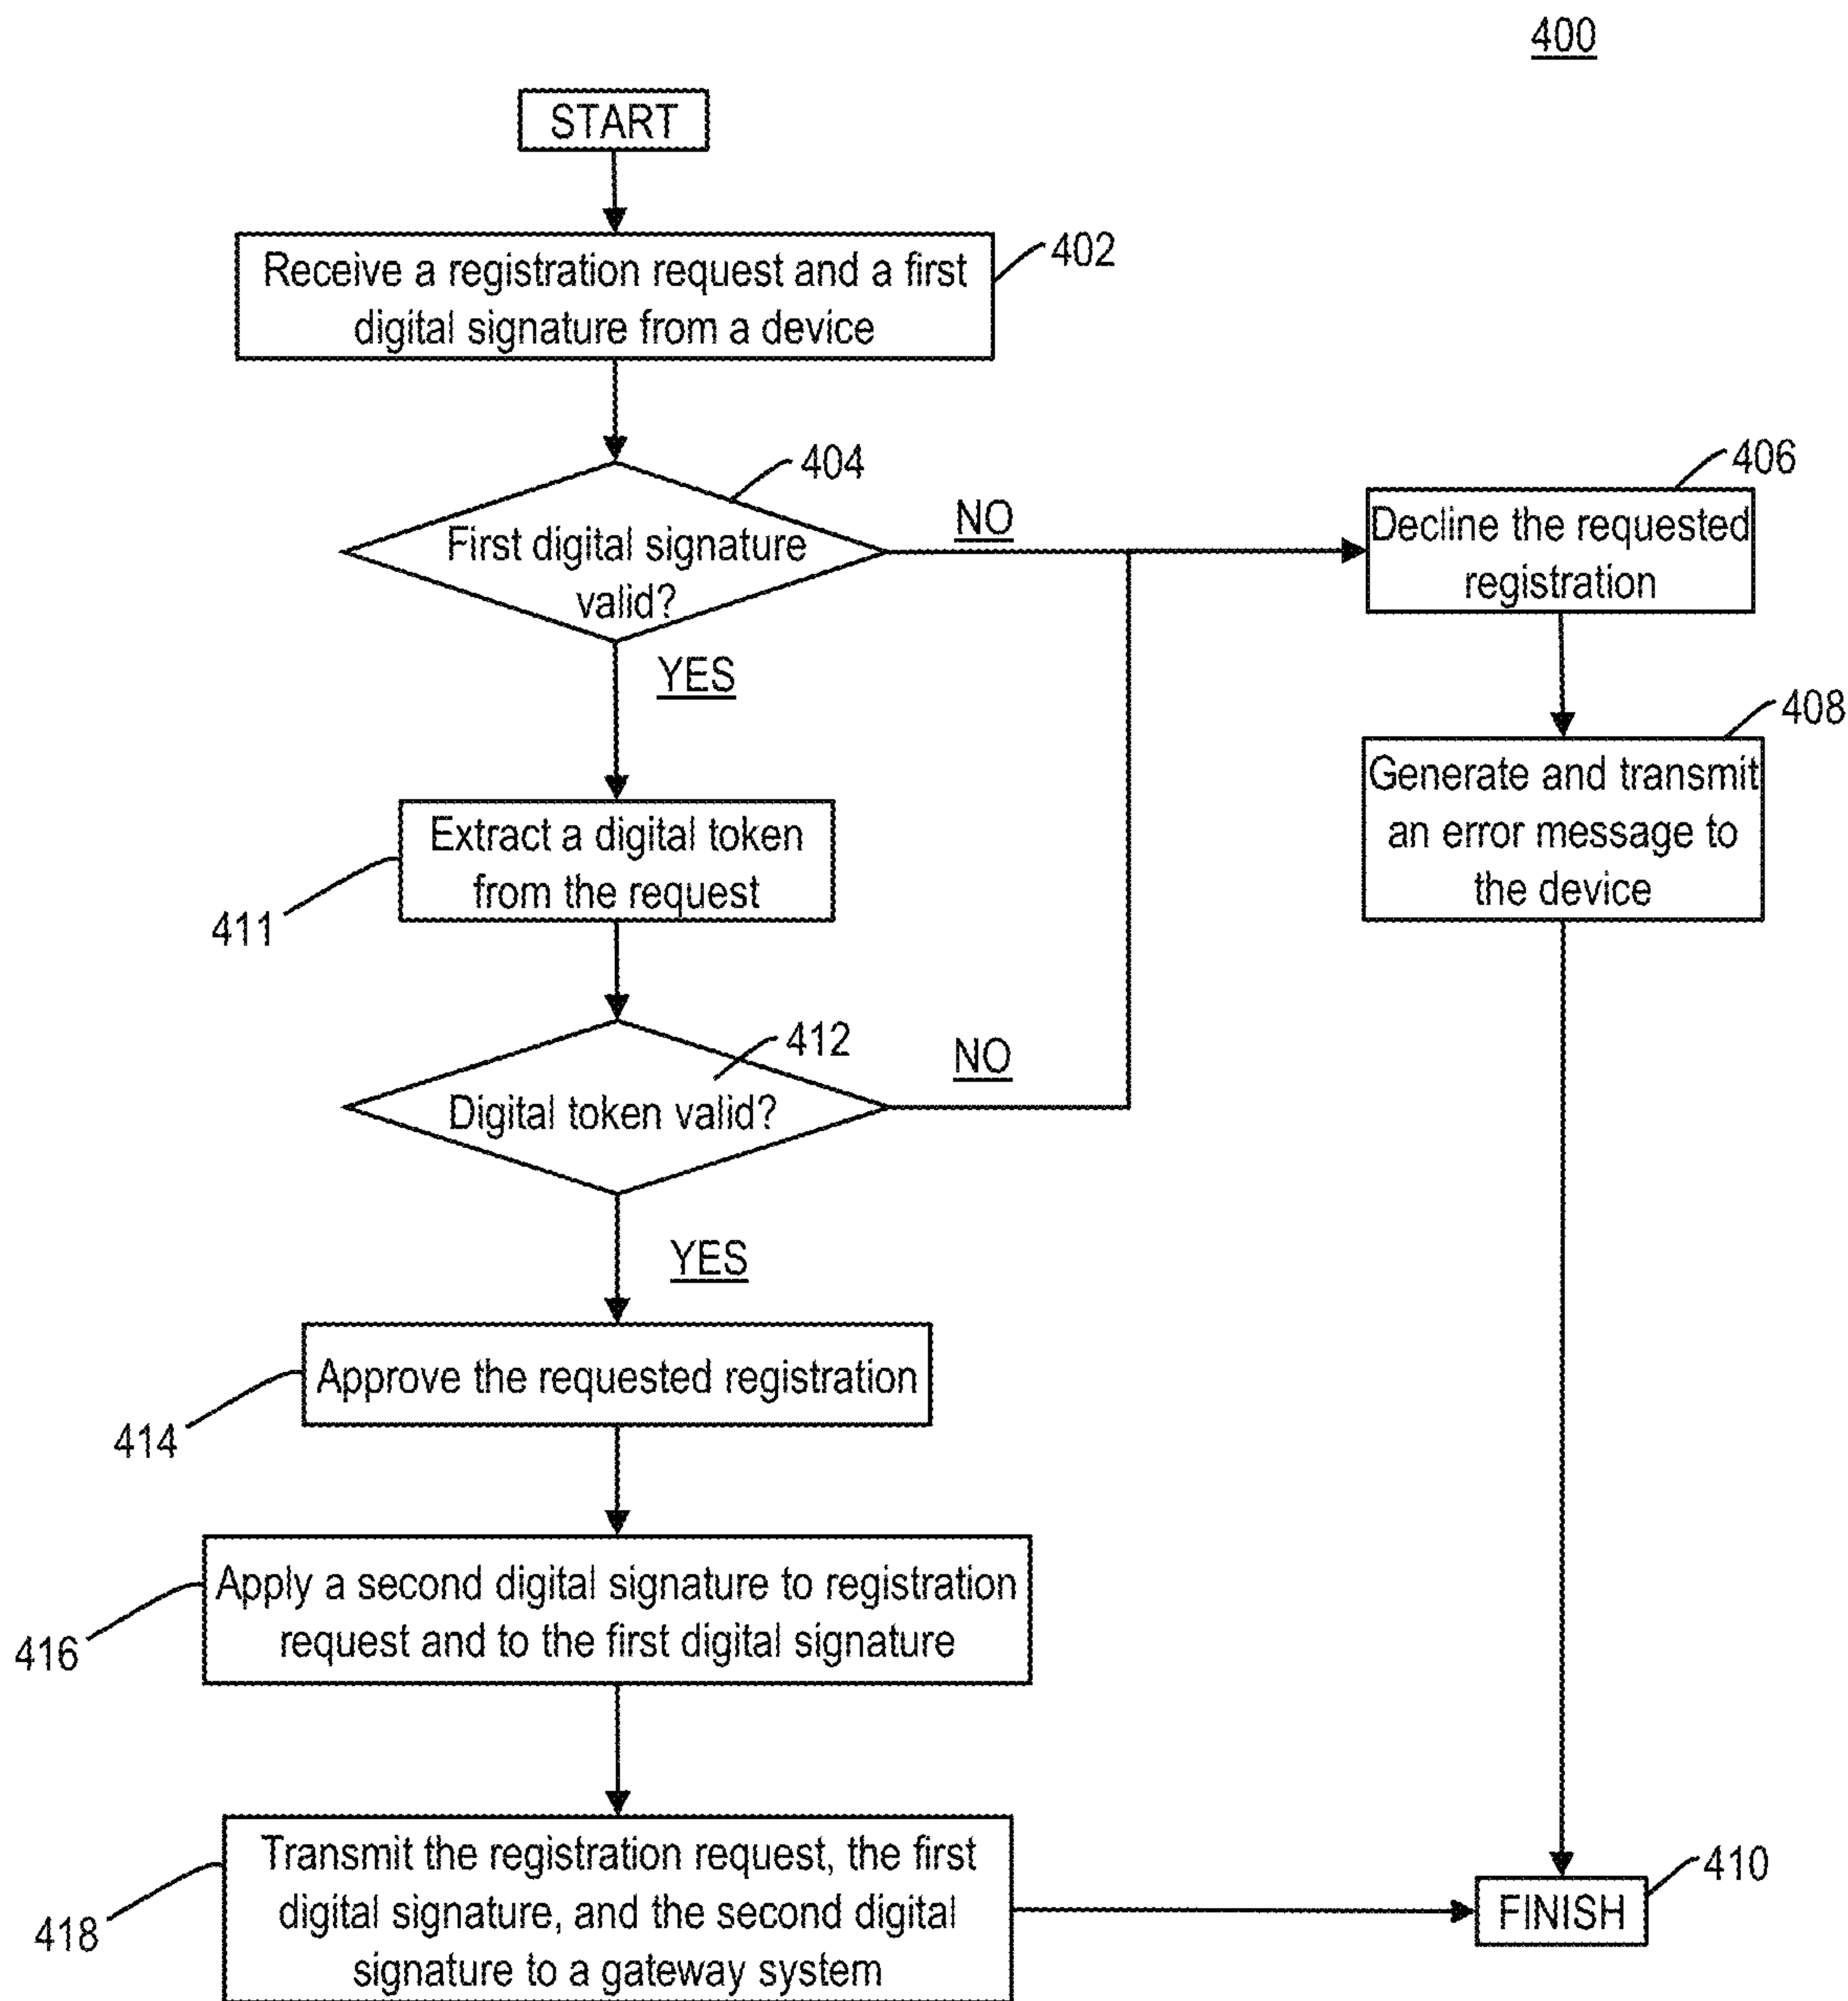 400
START
Receive a registration request and a first
digital signature from a device
402
404
First digital signature
valid?
NO
YES
406
Decline the requested
registration
408
Generate and transmit
an error message to
the device
Extract a digital token
from the request
411
412
Digital token valid?
NO
YES
Approve the requested registration
414
Apply a second digital signature to registration
request and to the first digital signature
416
Transmit the registration request, the first
digital signature, and the second digital
signature to a gateway system
418
410
FINISH